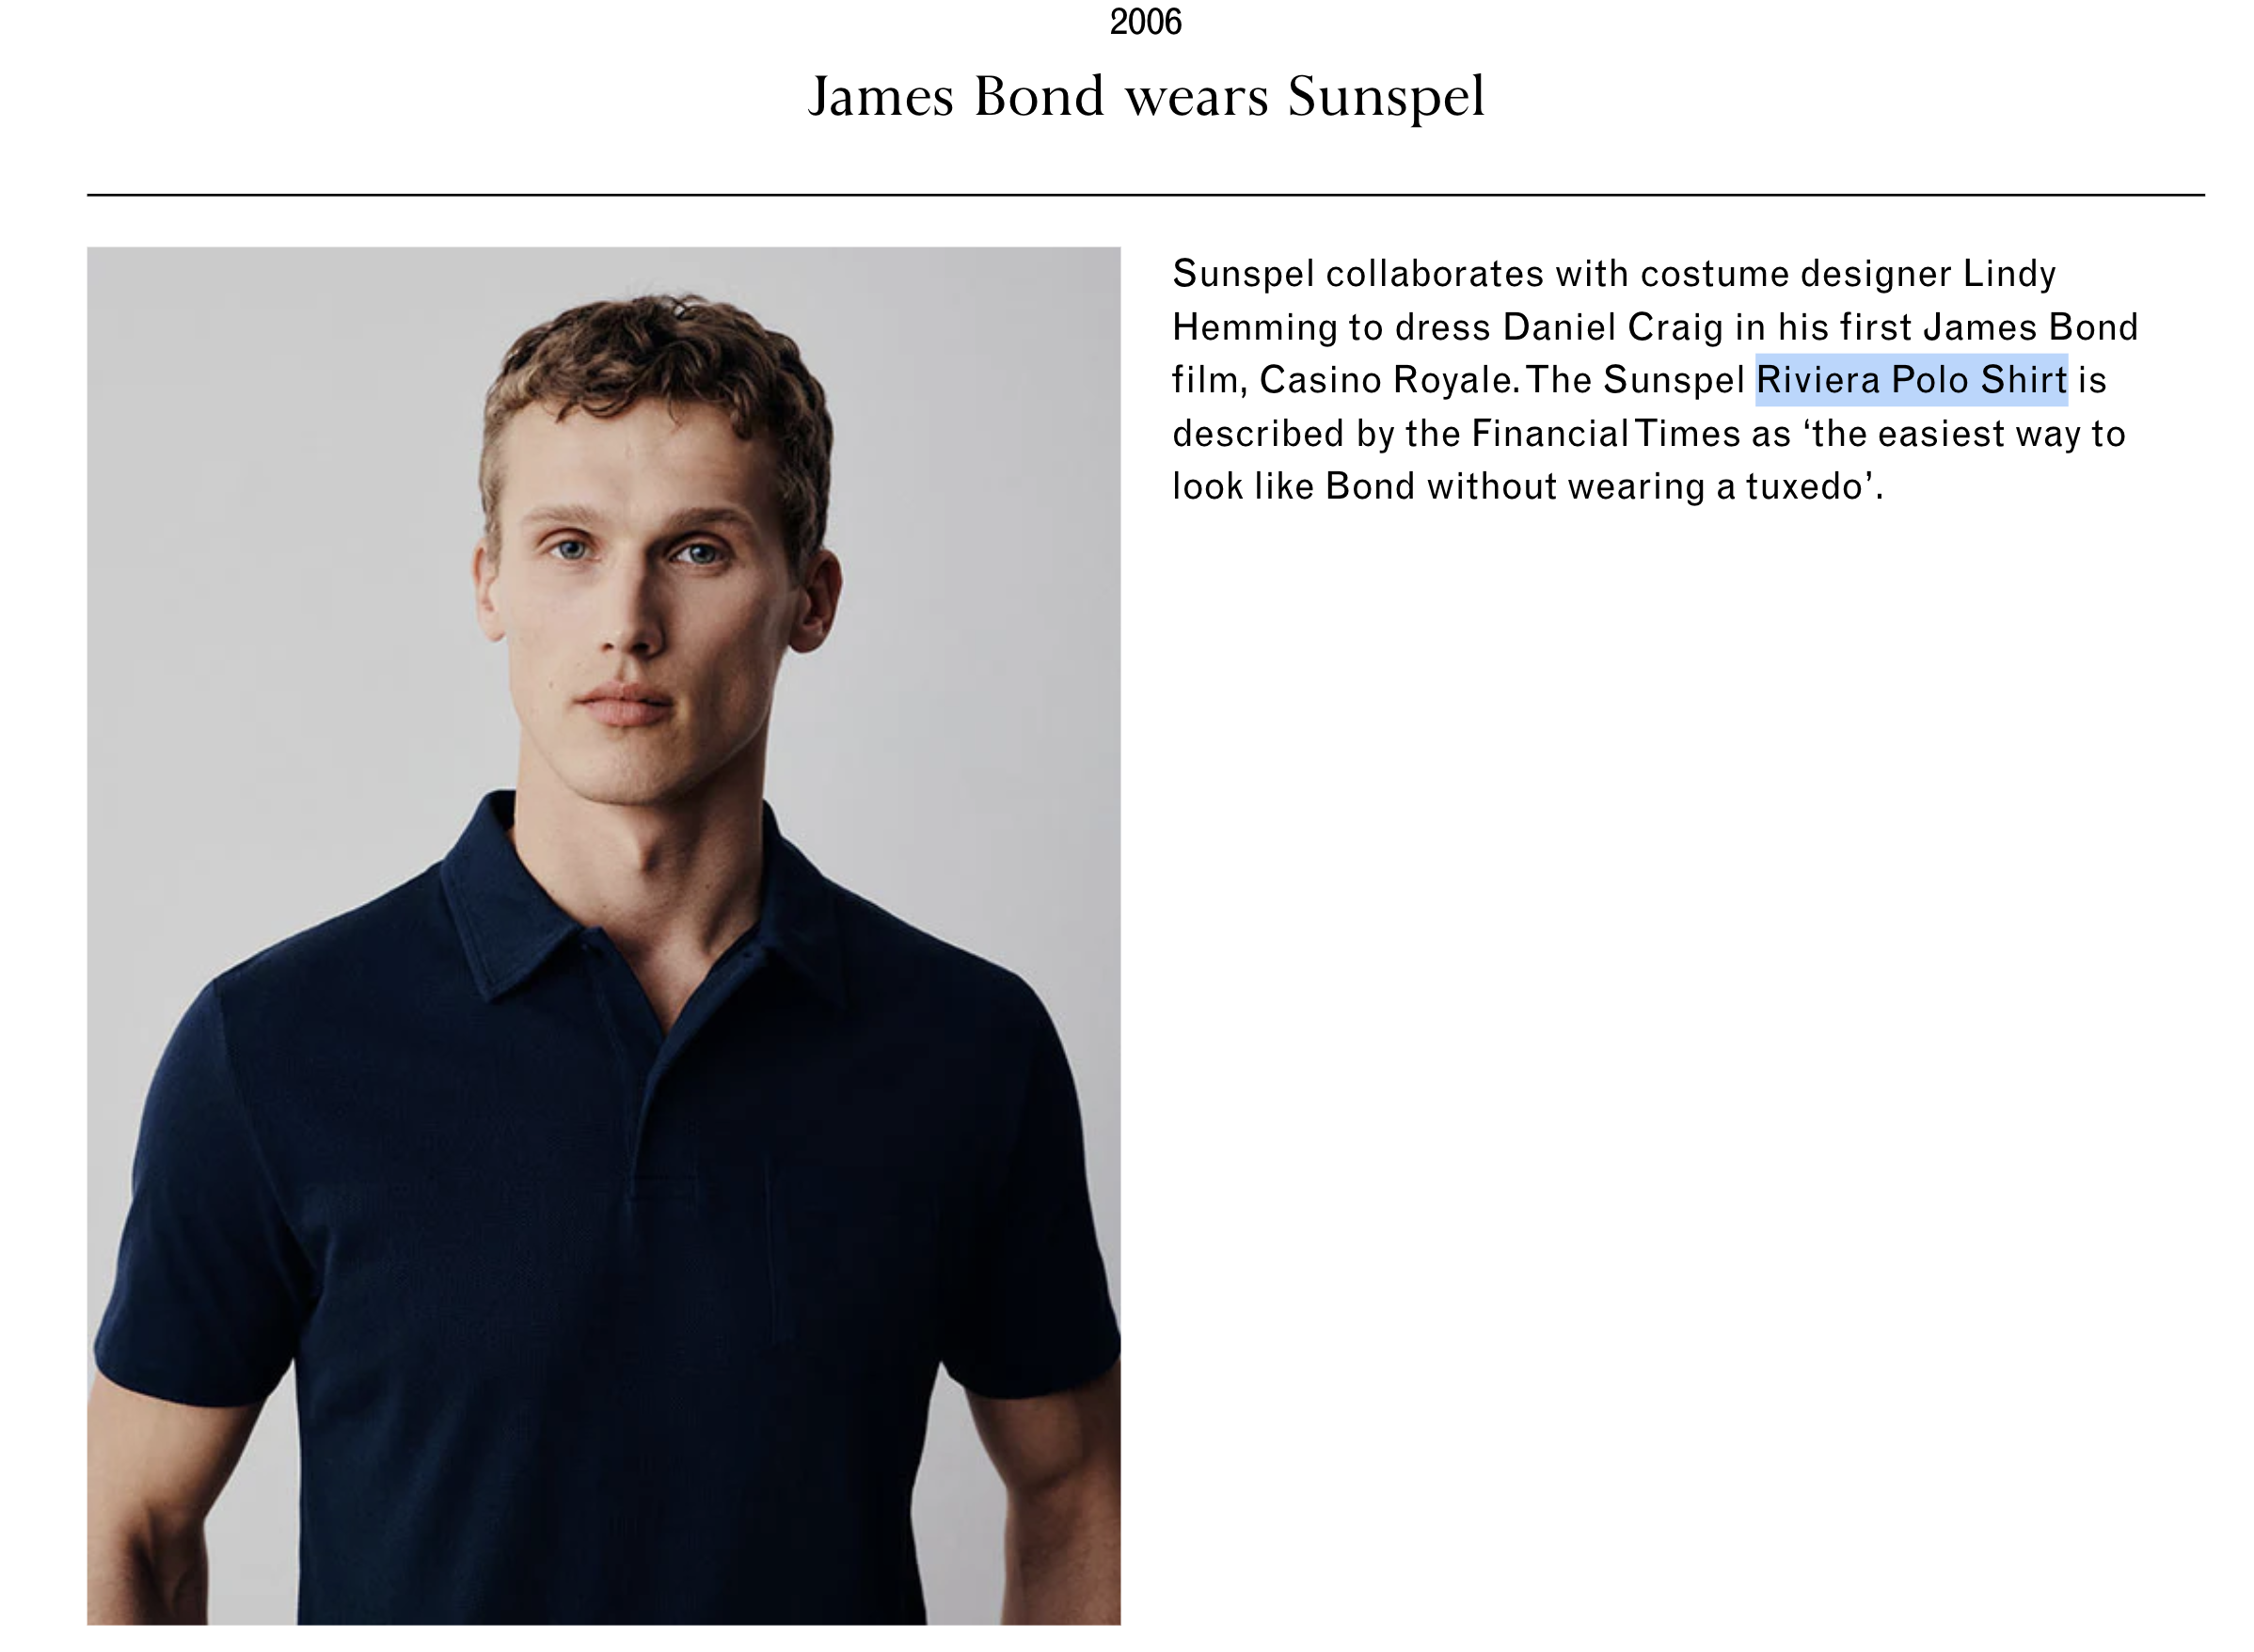 2006
James Bond wears Sunspel
Sunspel collaborates with costume designer Lindy
Hemming to dress Daniel Craig in his first James Bond
film, Casino Royale. The Sunspel Riviera Polo Shirt is
described by the Financial Times as ‘the easiest way to
look like Bond without wearing a tuxedo’.